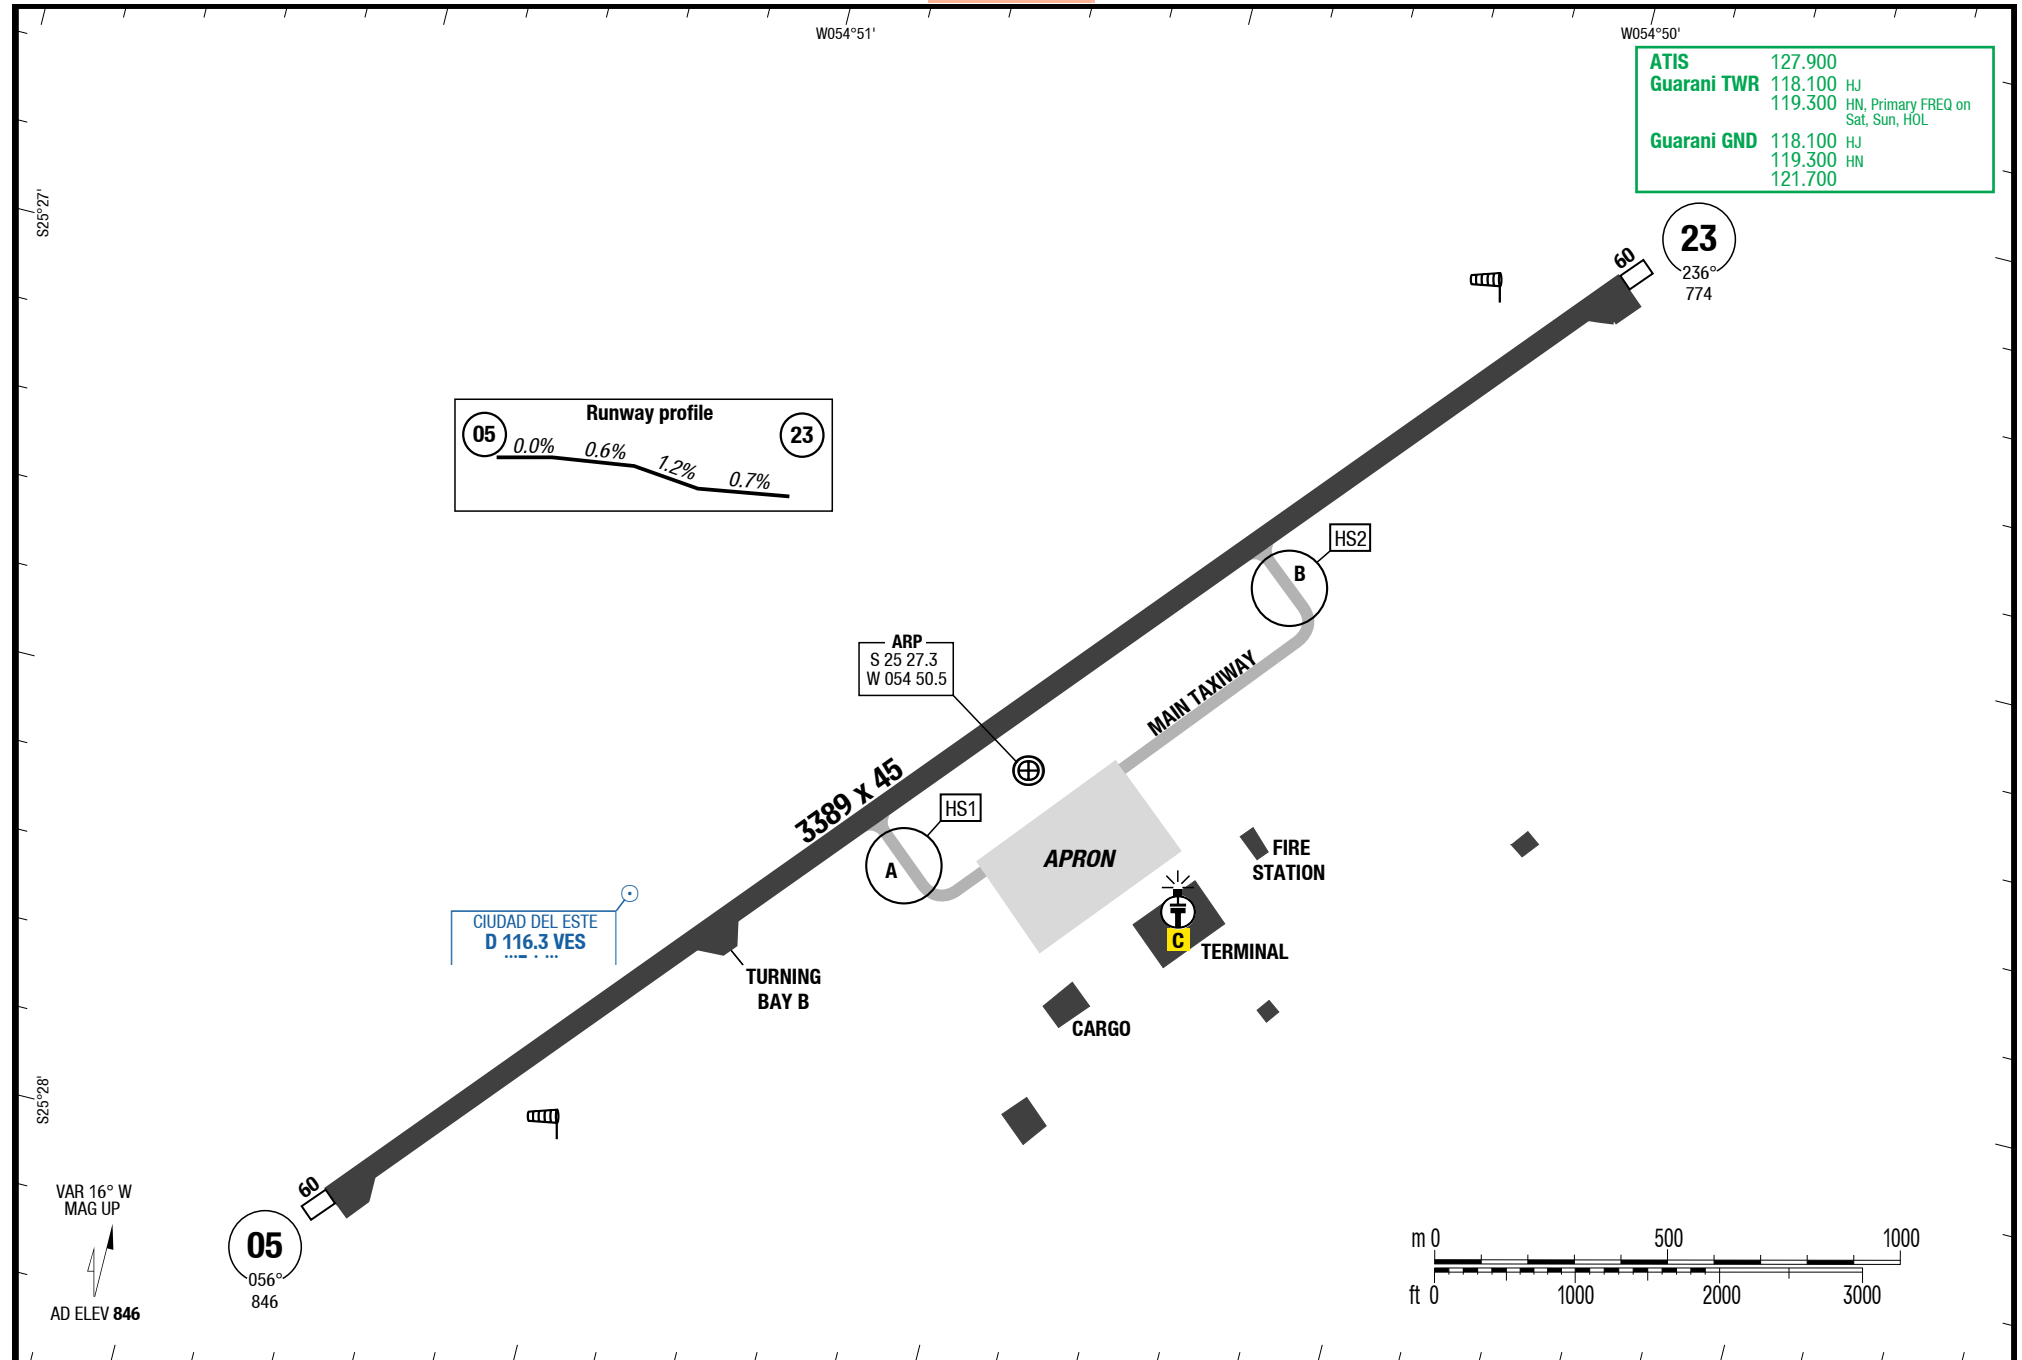 W054°51'
W054°50'
ATIS 127.900
Guarani TWR 118.100 HJ
119.300 HN, Primary FREQ on
Sat, Sun, HOL
Guarani GND 118.100 HJ
119.300 HN
121.700
S25°27'
23
236°
774
60
Runway profile
05
23
0.0%
0.6%
1.2%
0.7%
HS2
B
ARP
S 25 27.3
W 054 50.5
MAIN TAXIWAY
3389 x 45
HS1
A
APRON
FIRE
STATION
CIUDAD DEL ESTE
D 116.3 VES
C
TERMINAL
TURNING
BAY B
CARGO
S25°28'
60
VAR 16° W
MAG UP
05
056°
846
AD ELEV 846
m 0 500 1000
ft 0 1000 2000 3000